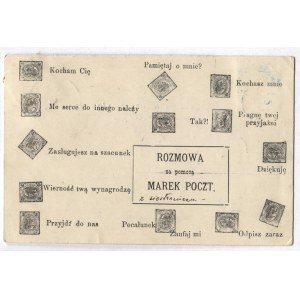 Kocham Cię
Pamiętaj o mnie?
Kochasz mnie
Me serce do innego należy
Tak?!
Pragnę twej
przyjaźni
Zasługujesz na szacunek
ROZMOWA
za pomocą
MAREK POCZT.
Dziękuję
Wierność twą wynagrodzę
Przyjdź do nas
Pocałunek
Zaufaj mi
Odpisz zaraz